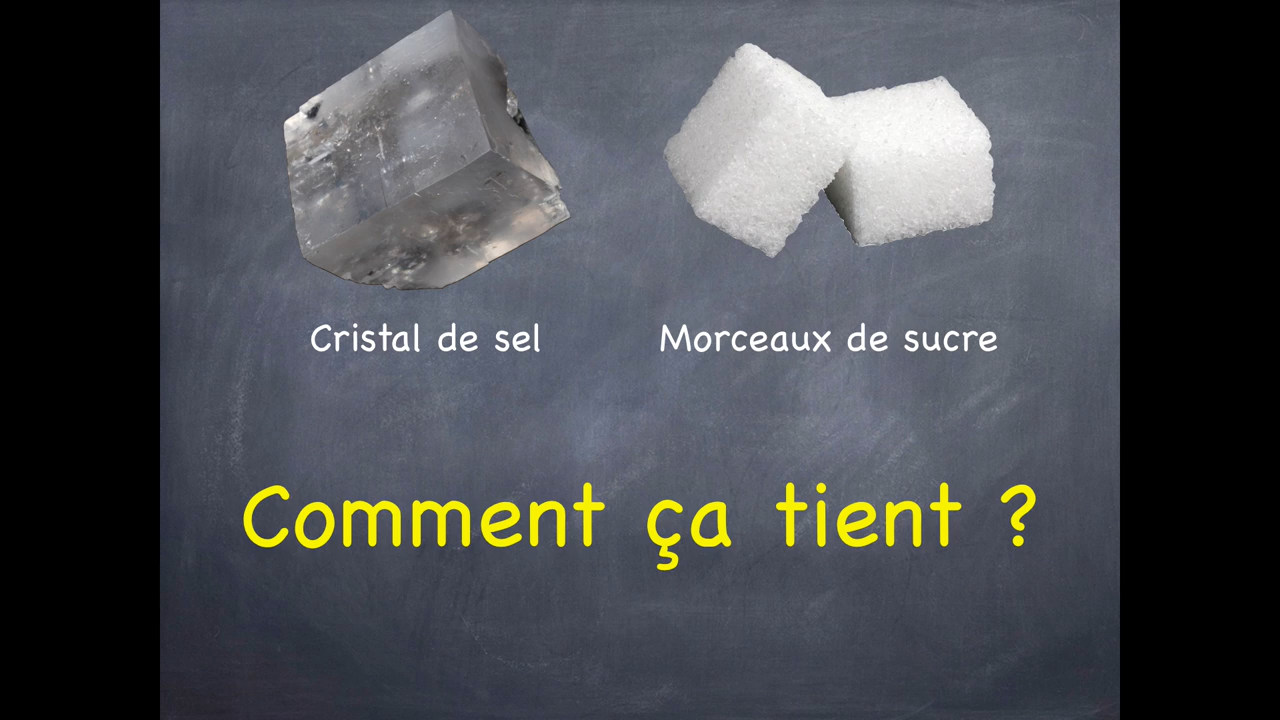 Cristal de sel
Morceaux de sucre
Comment ça tient ?